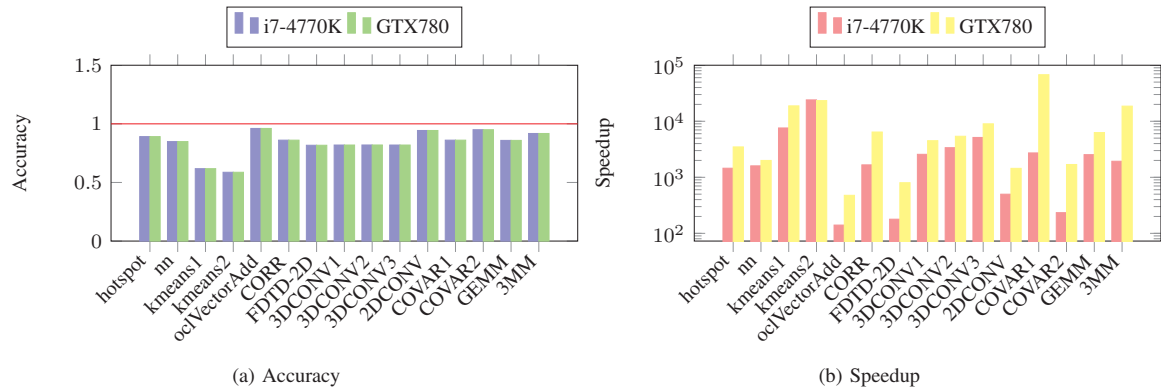 i7-4770K GTX780
1.5
1
0.5
0
Accuracy
hotspot
nn
kmeans1
kmeans2
oclVectorAdd
CORR
FDTD-2D
3DCONV1
3DCONV2
3DCONV3
2DCONV
COVAR1
COVAR2
GEMM
3MM
(a) Accuracy
i7-4770K GTX780
10^5
10^4
10^3
10^2
Speedup
hotspot
nn
kmeans1
kmeans2
oclVectorAdd
CORR
FDTD-2D
3DCONV1
3DCONV2
3DCONV3
2DCONV
COVAR1
COVAR2
GEMM
3MM
(b) Speedup